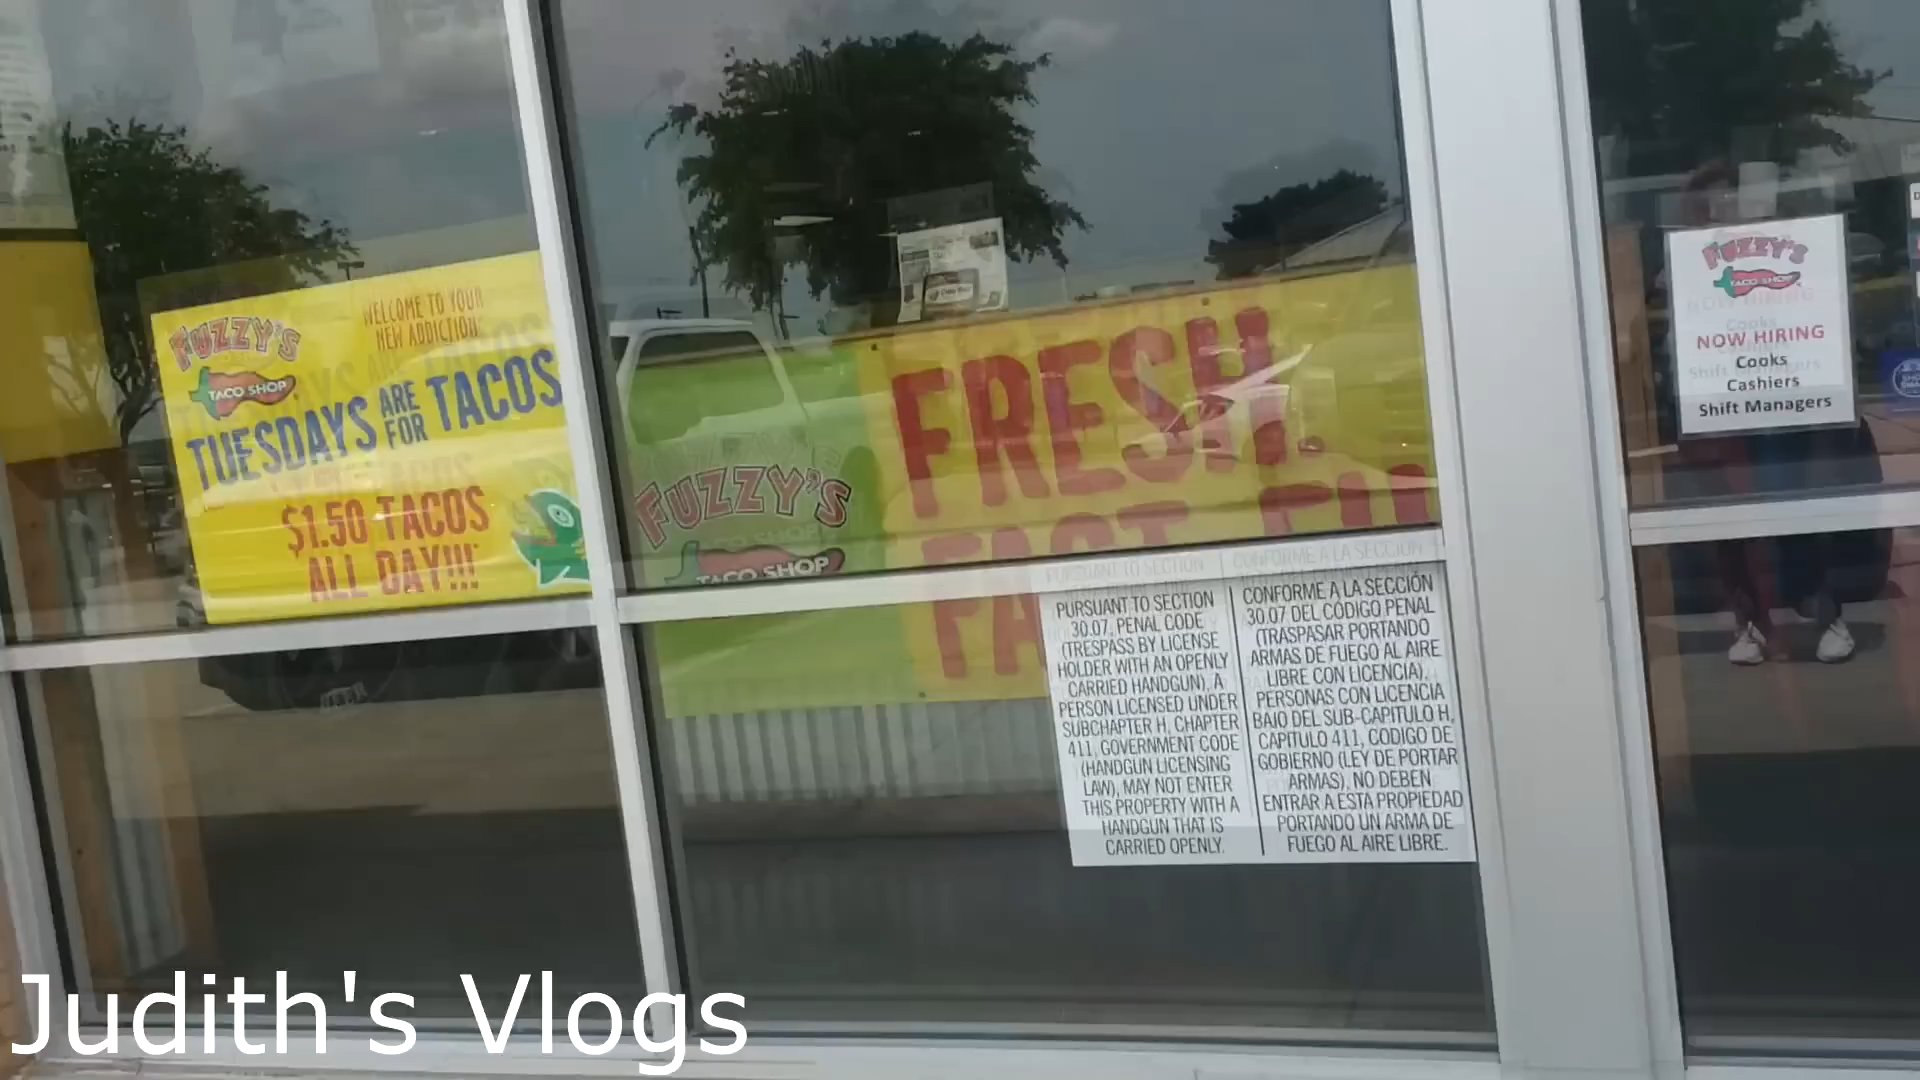 FUZZY'S
TACO SHOP
WELCOME TO YOUR
NEW ADDICTION
TUESDAYS ARE FOR TACOS
$1.50 TACOS
ALL DAY!!!
FUZZY'S
TACO SHOP
FRESH.
PURSUANT TO SECTION
30.07, PENAL CODE
(TRESPASS BY LICENSE
HOLDER WITH AN OPENLY
CARRIED HANDGUN), A
PERSON LICENSED UNDER
SUBCHAPTER H, CHAPTER
411, GOVERNMENT CODE
(HANDGUN LICENSING
LAW), MAY NOT ENTER
THIS PROPERTY WITH A
HANDGUN THAT IS
CARRIED OPENLY.
CONFORME A LA SECCIÓN
30.07 DEL CÓDIGO PENAL
(TRASPASAR PORTANDO
ARMAS DE FUEGO AL AIRE
LIBRE CON LICENCIA),
PERSONAS CON LICENCIA
BAJO DEL SUB-CAPITULO H,
CAPITULO 411, CODIGO DE
GOBIERNO (LEY DE PORTAR
ARMAS), NO DEBEN
ENTRAR A ESTA PROPIEDAD
PORTANDO UN ARMA DE
FUEGO AL AIRE LIBRE.
FUZZY'S
TACO SHOP
NOW HIRING
Cooks
Cashiers
Shift Managers
Judith's Vlogs